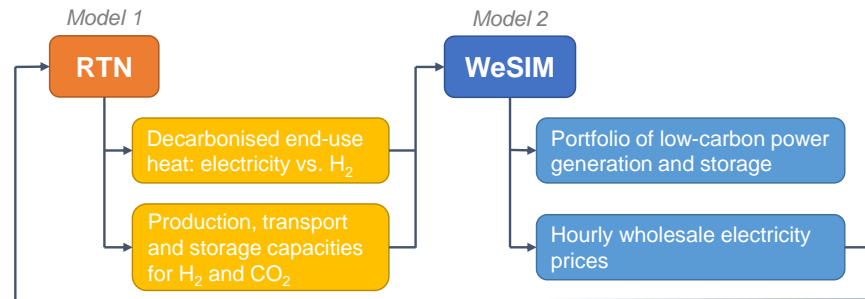 Model 1
Model 2
RTN
WeSIM
Decarbonised end-use
heat: electricity vs. H₂
Portfolio of low-carbon power
generation and storage
Production, transport
and storage capacities
for H₂ and CO₂
Hourly wholesale electricity
prices